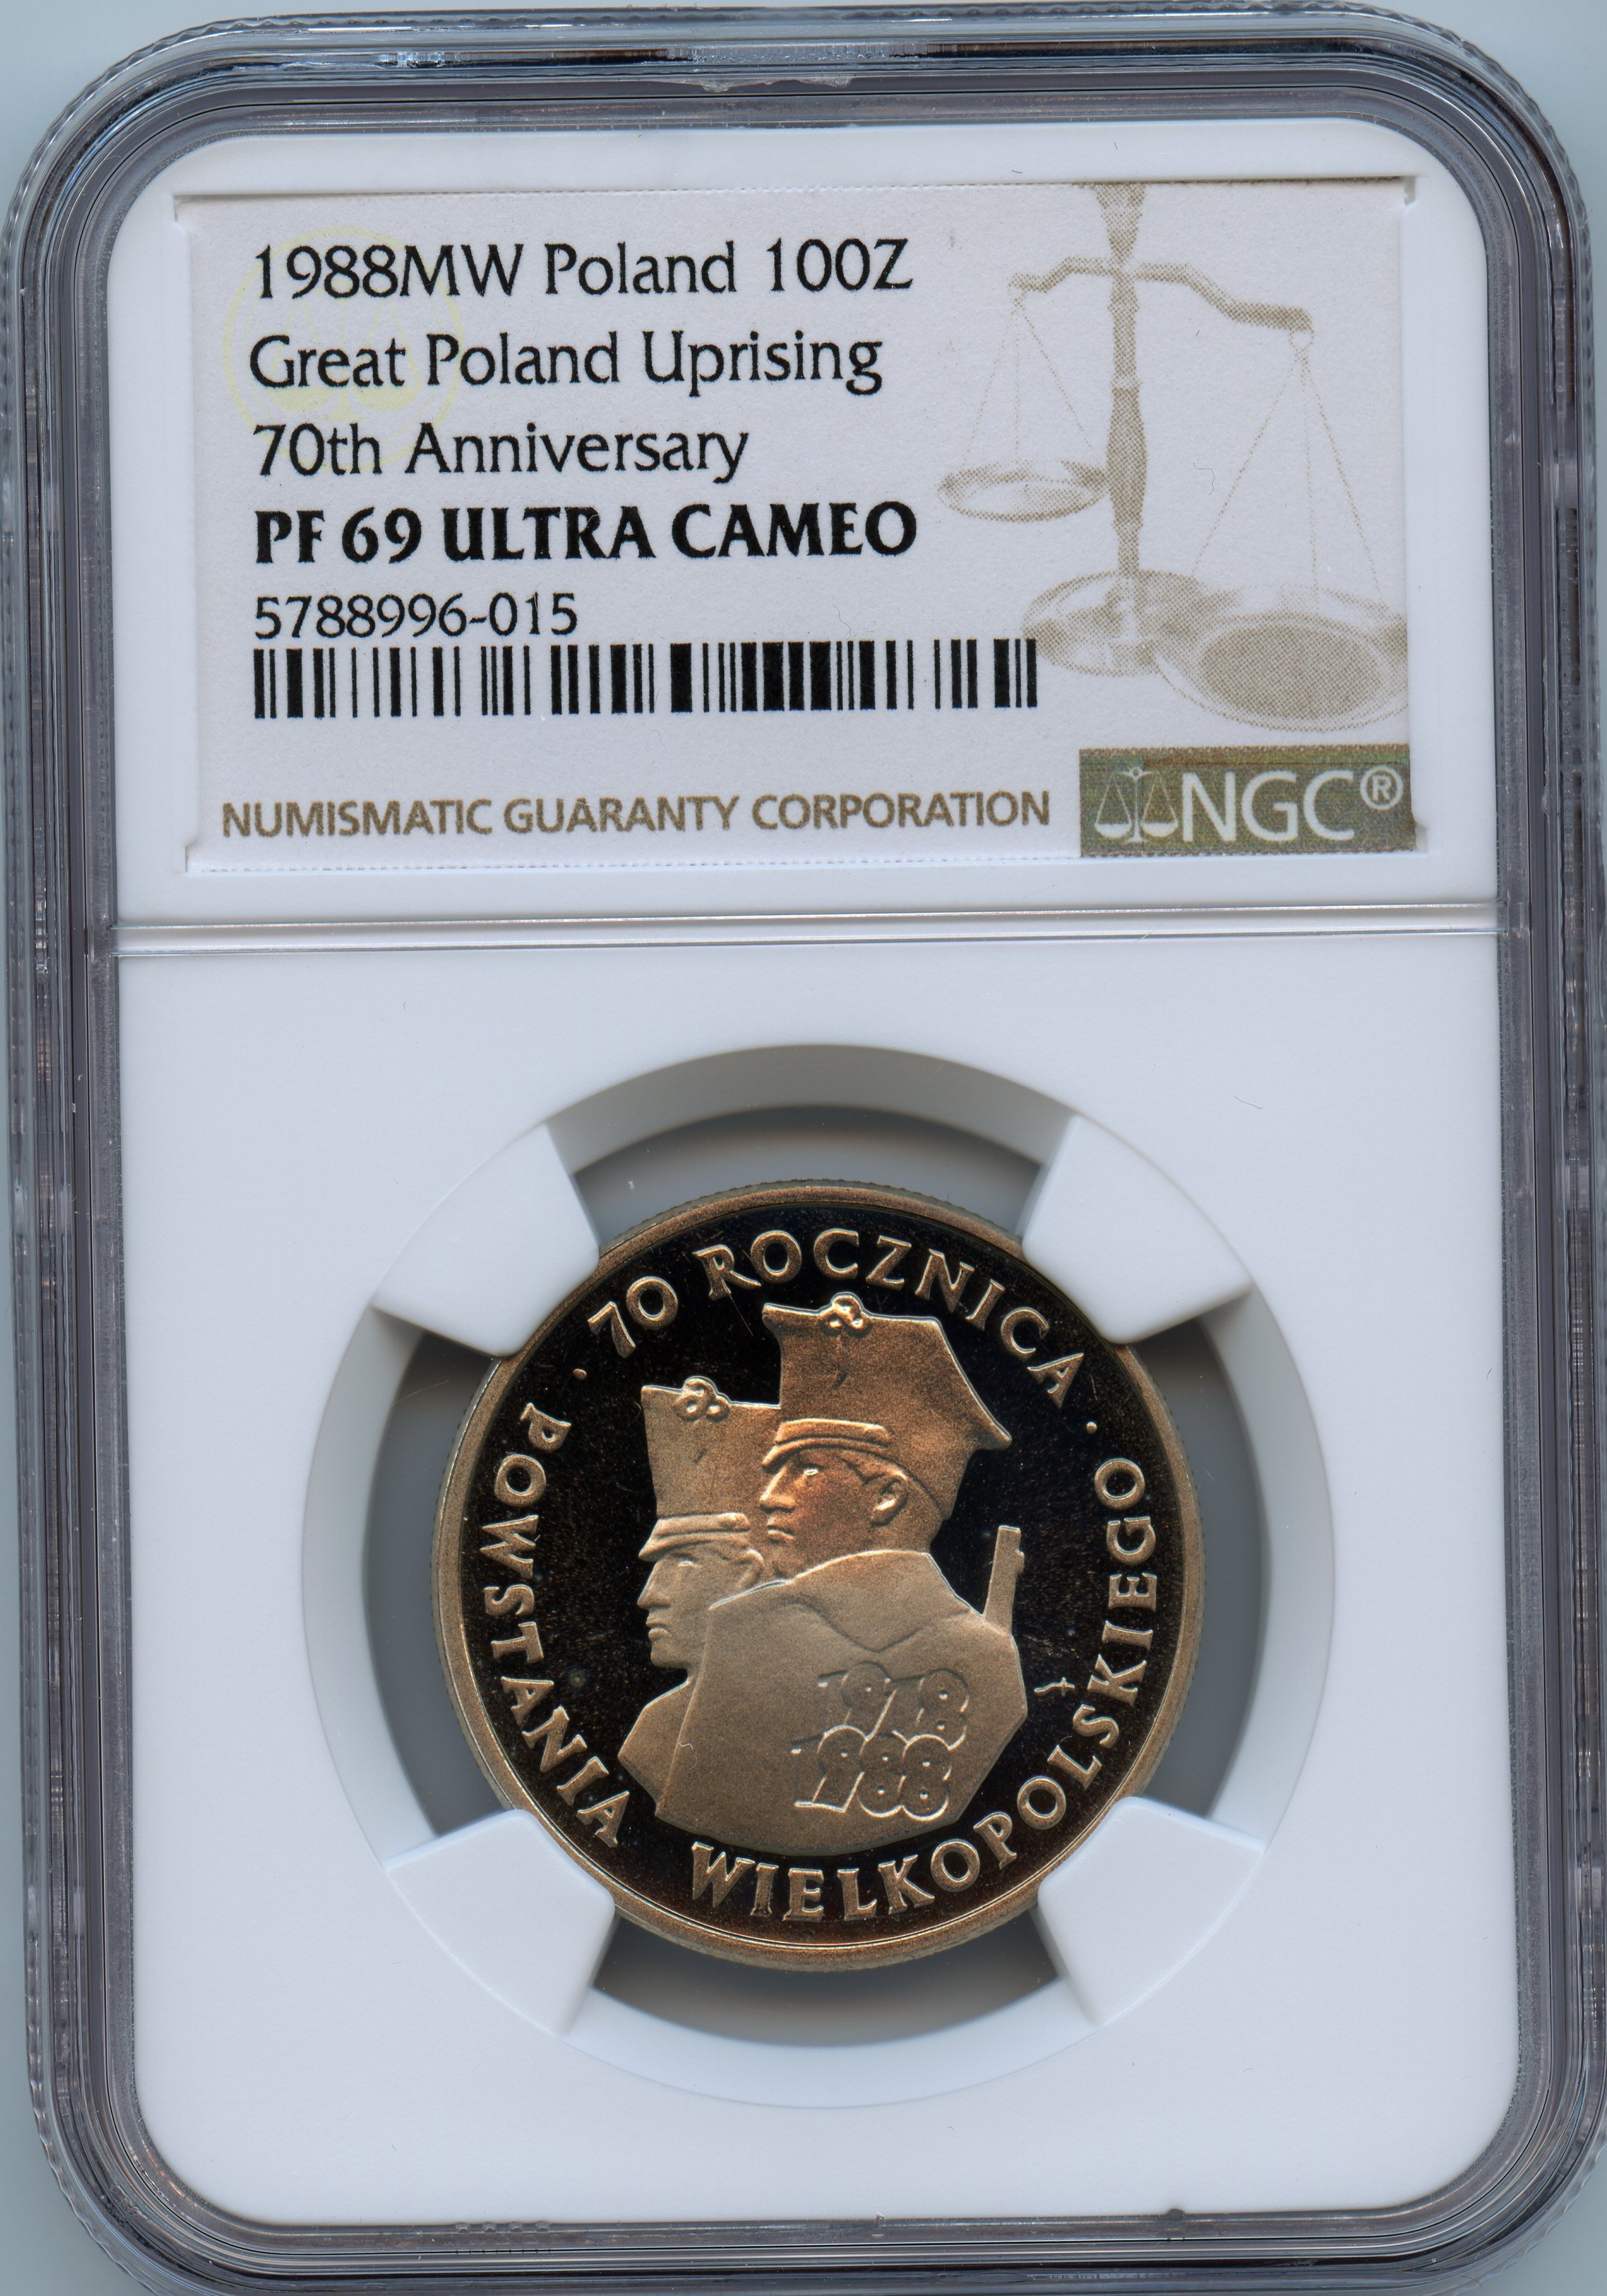 1988MW Poland 100Z
Great Poland Uprising
70th Anniversary
PF 69 ULTRA CAMEO
5788996-015
NUMISMATIC GUARANTY CORPORATION
NGC®
· 70 ROCZNICA ·
POWSTANIA WIELKOPOLSKIEGO
1918
1988